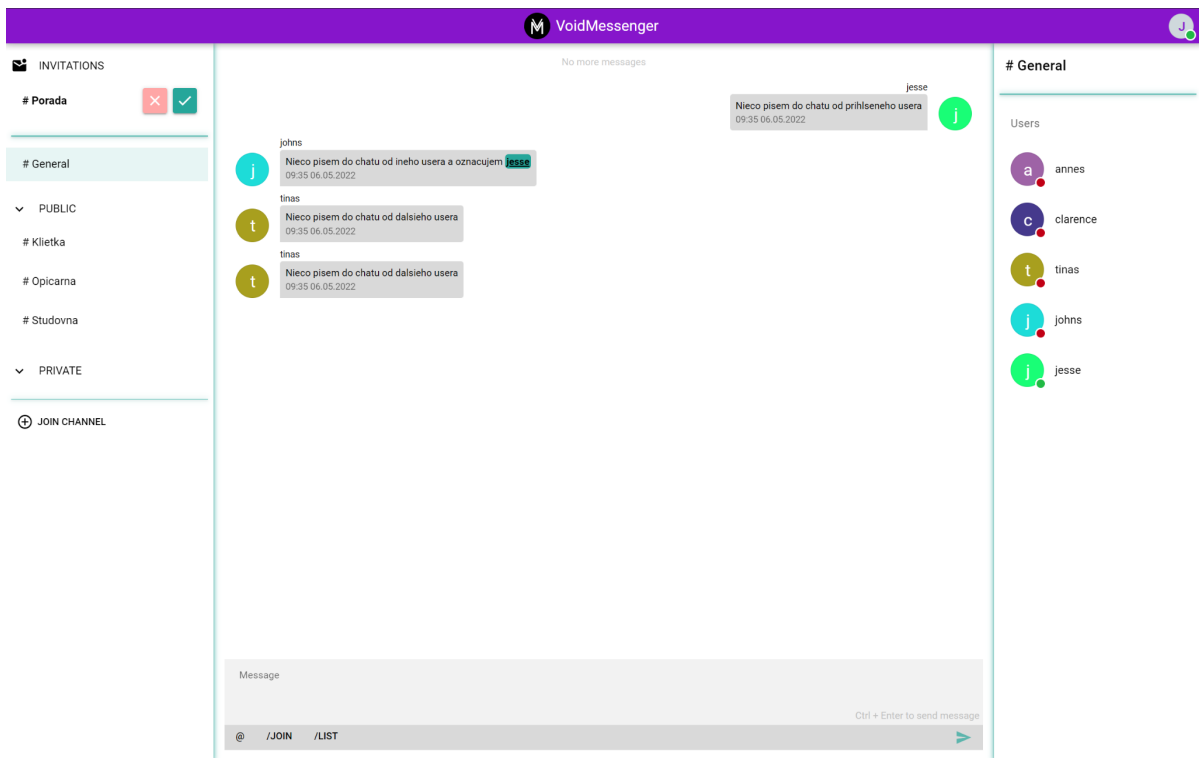 VoidMessenger
J
INVITATIONS
# Porada
# General
PUBLIC
# Klietka
# Opicarna
# Studovna
PRIVATE
JOIN CHANNEL
No more messages
jesse
Nieco pisem do chatu od prihlseneho usera
09:35 06.05.2022
j
johns
j
Nieco pisem do chatu od ineho usera a oznacujem jesse
09:35 06.05.2022
tinas
t
Nieco pisem do chatu od dalsieho usera
09:35 06.05.2022
tinas
t
Nieco pisem do chatu od dalsieho usera
09:35 06.05.2022
Message
Ctrl + Enter to send message
@ /JOIN /LIST
# General
Users
a annes
c clarence
t tinas
j johns
j jesse